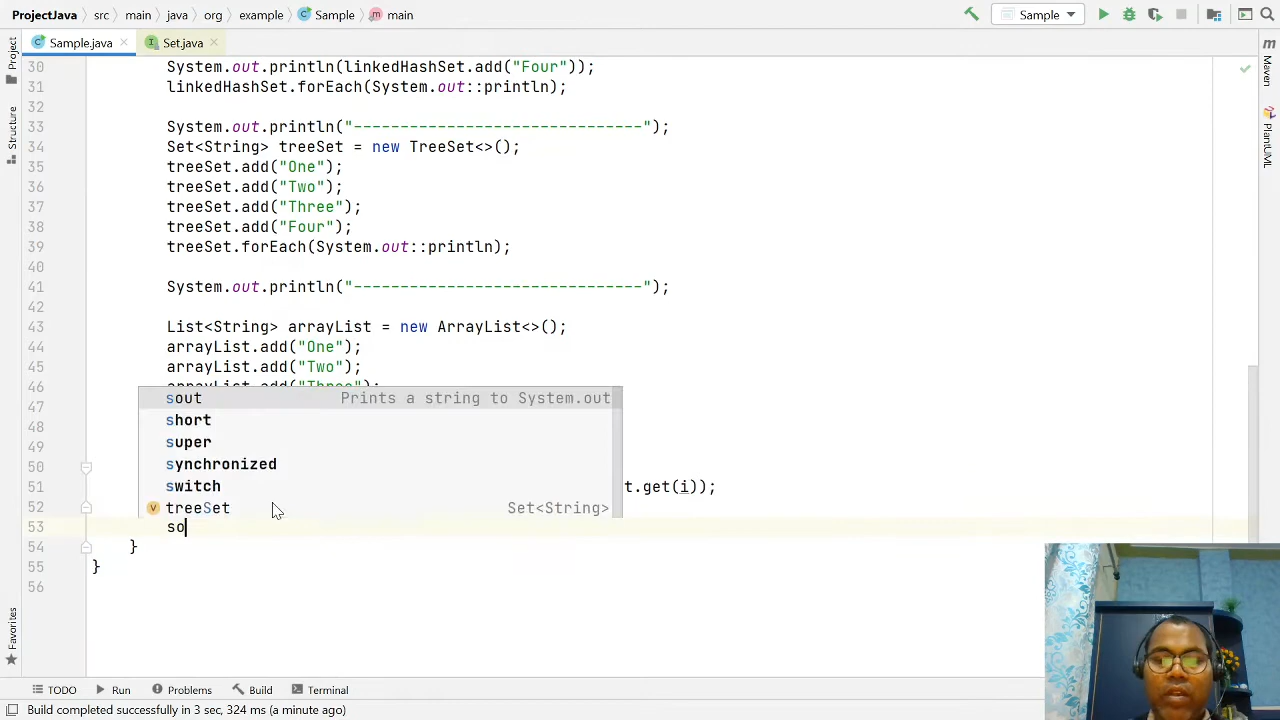 ProjectJava src main java org example Sample main Sample
Sample.java Set.java
Project
Structure
Favorites
Maven
PlantUML
30 System.out.println(linkedHashSet.add("Four"));
31 linkedHashSet.forEach(System.out::println);
32
33 System.out.println("-------------------------------");
34 Set<String> treeSet = new TreeSet<>();
35 treeSet.add("One");
36 treeSet.add("Two");
37 treeSet.add("Three");
38 treeSet.add("Four");
39 treeSet.forEach(System.out::println);
40
41 System.out.println("-------------------------------");
42
43 List<String> arrayList = new ArrayList<>();
44 arrayList.add("One");
45 arrayList.add("Two");
46 arrayList.add("Three");
47
48
49
50
51 t.get(i));
52
53 so
54 }
55 }
56
sout Prints a string to System.out
short
super
synchronized
switch
treeSet Set<String>
TODO Run Problems Build Terminal
Build completed successfully in 3 sec, 324 ms (a minute ago)